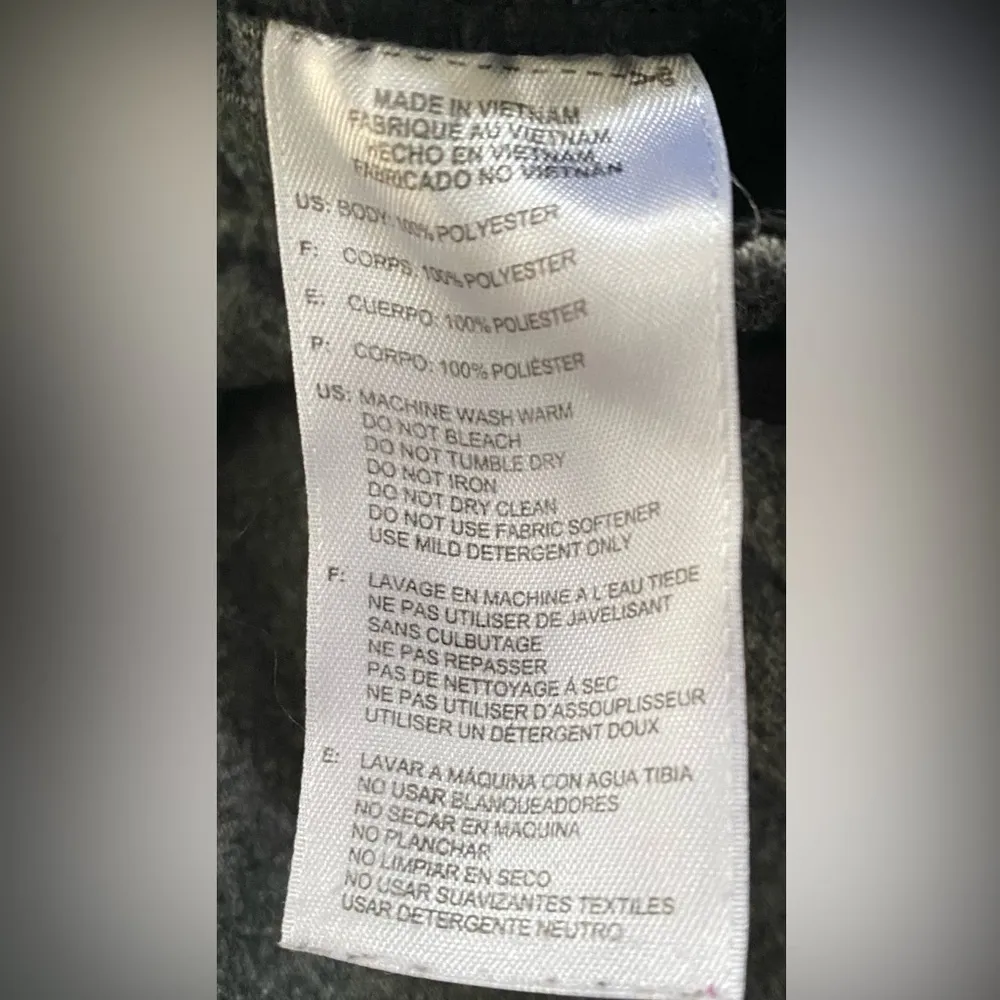 MADE IN VIETNAM
FABRIQUE AU VIETNAM
HECHO EN VIETNAM
FABRICADO NO VIETNAN
US: BODY: 100% POLYESTER
F: CORPS: 100% POLYESTER
E: CUERPO: 100% POLIESTER
P: CORPO: 100% POLIÉSTER
US: MACHINE WASH WARM
DO NOT BLEACH
DO NOT TUMBLE DRY
DO NOT IRON
DO NOT DRY CLEAN
DO NOT USE FABRIC SOFTENER
USE MILD DETERGENT ONLY
F: LAVAGE EN MACHINE A L'EAU TIEDE
NE PAS UTILISER DE JAVELISANT
SANS CULBUTAGE
NE PAS REPASSER
PAS DE NETTOYAGE À SEC
NE PAS UTILISER D'ASSOUPLISSEUR
UTILISER UN DÉTERGENT DOUX
E: LAVAR A MÁQUINA CON AGUA TIBIA
NO USAR BLANQUEADORES
NO SECAR EN MAQUINA
NO PLANCHAR
NO LIMPIAR EN SECO
NO USAR SUAVIZANTES TEXTILES
USAR DETERGENTE NEUTRO